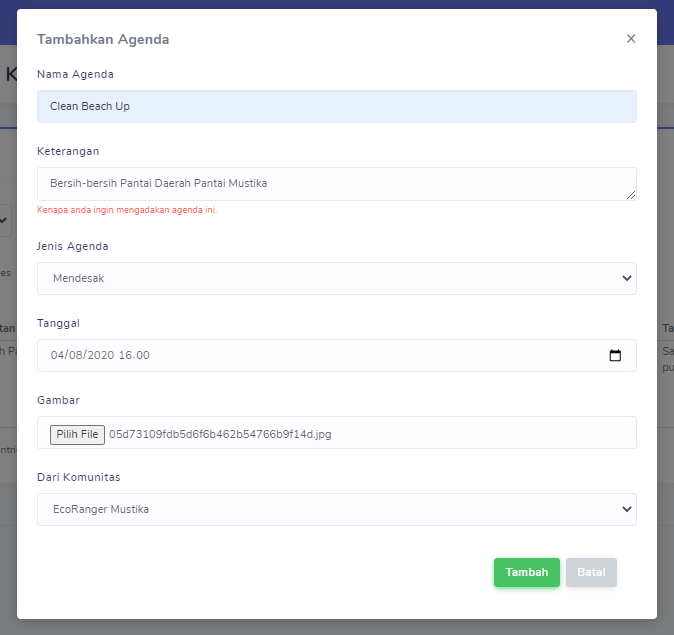 Tambahkan Agenda ×
Nama Agenda
Clean Beach Up
Keterangan
Bersih-bersih Pantai Daerah Pantai Mustika
Kenapa anda ingin mengadakan agenda ini.
Jenis Agenda
Mendesak
Tanggal
04/08/2020 16.00
Gambar
Pilih File 05d73109fdb5d6f6b462b54766b9f14d.jpg
Dari Komunitas
EcoRanger Mustika
Tambah Batal